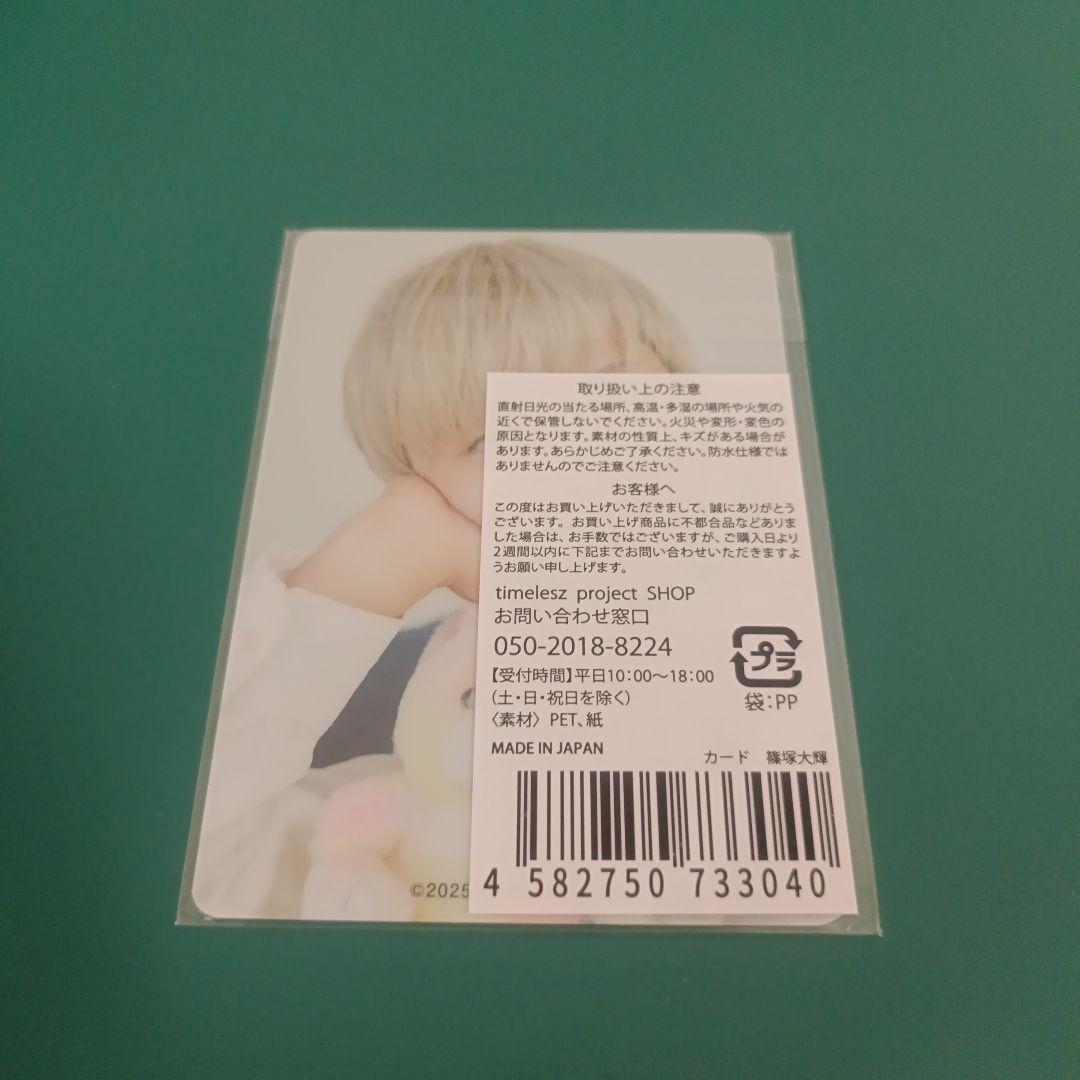 取り扱い上の注意
直射日光の当たる場所、高温・多湿の場所や火気の
近くで保管しないでください。火災や変形・変色の
原因となります。素材の性質上、キズがある場合が
あります。あらかじめご了承ください。防水仕様では
ありませんのでご注意ください。
お客様へ
この度はお買い上げいただきまして、誠にありがとう
ございます。お買い上げ商品に不都合品などありま
した場合は、お手数ではございますが、ご購入日より
2週間以内に下記までお問い合わせいただきますよ
うお願い申し上げます。
timelesz project SHOP
お問い合わせ窓口
050-2018-8224
【受付時間】平日10:00〜18:00
(土・日・祝日を除く)
〈素材〉 PET、紙
プラ
袋:PP
MADE IN JAPAN
カード 篠塚大輝
4 582750 733040
©2025